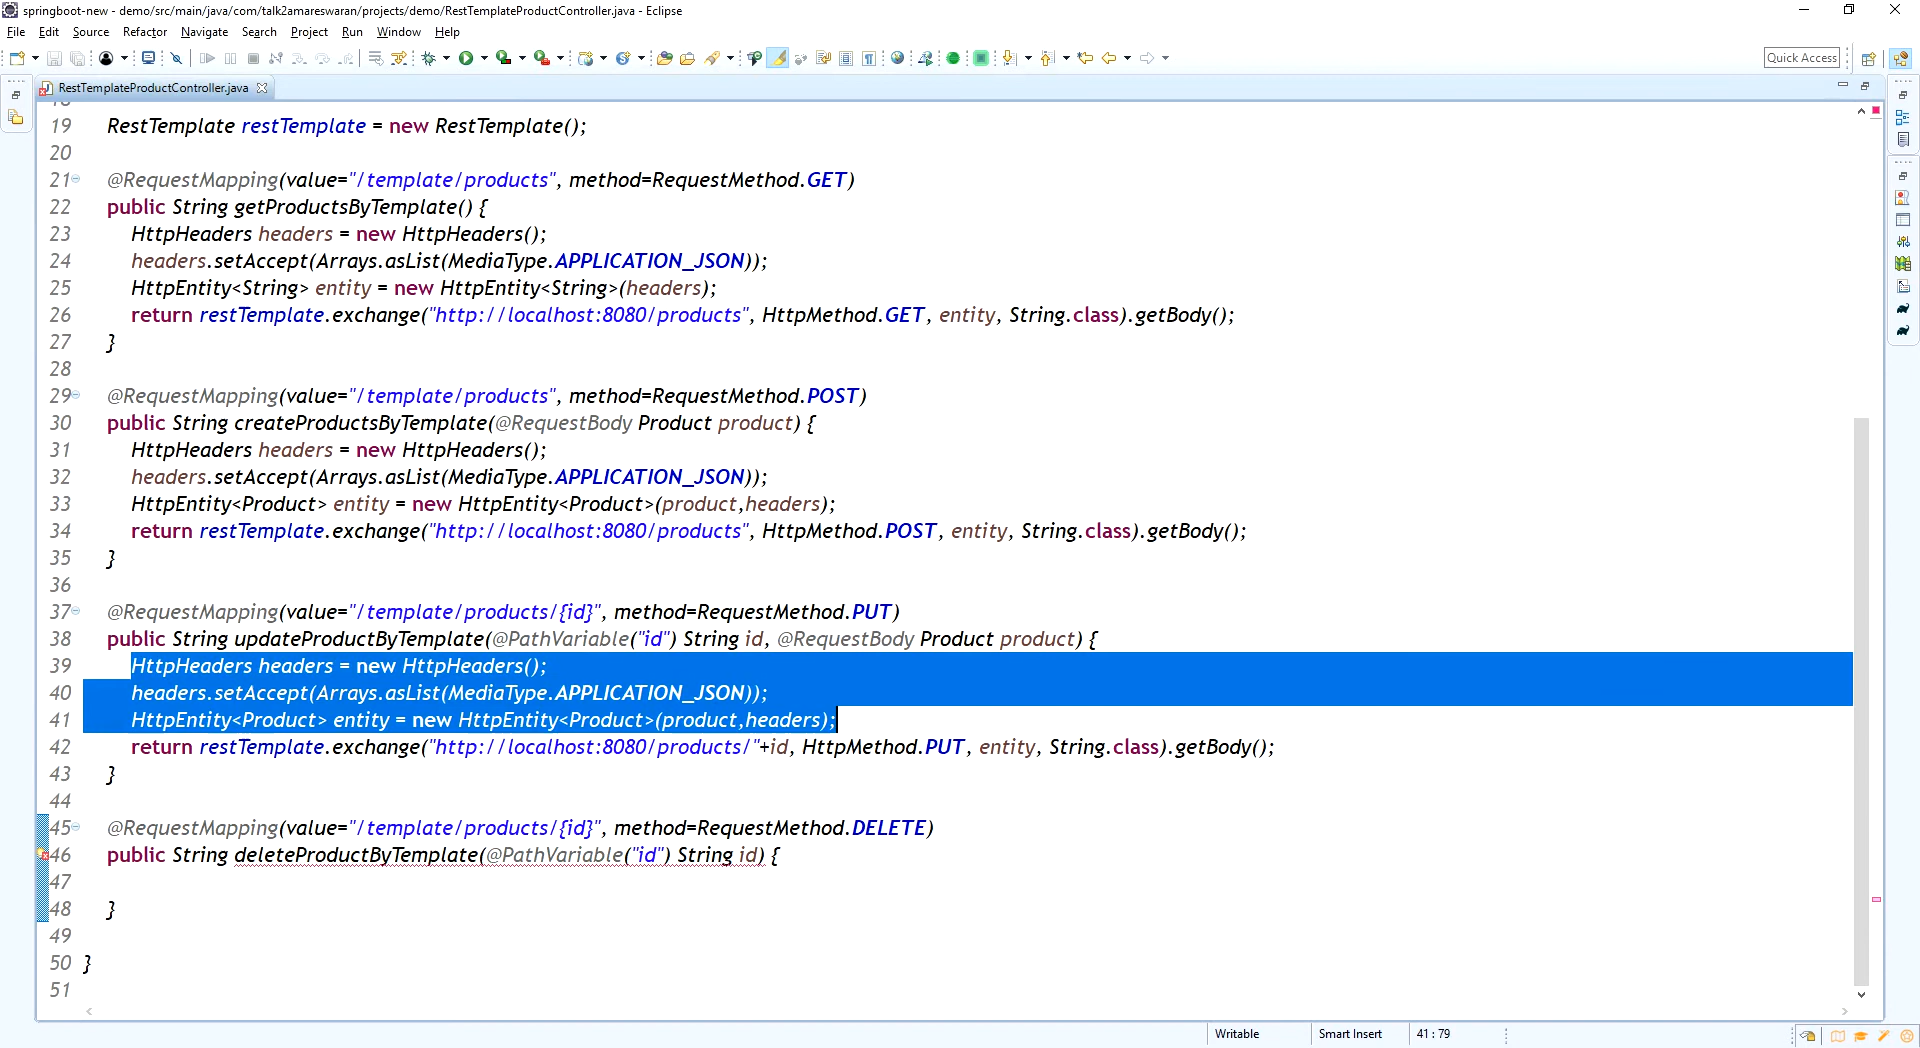 springboot-new - demo/src/main/java/com/talk2amareswaran/projects/demo/RestTemplateProductController.java - Eclipse
File Edit Source Refactor Navigate Search Project Run Window Help
Quick Access
RestTemplateProductController.java
19 RestTemplate restTemplate = new RestTemplate();
20
21 @RequestMapping(value="/template/products", method=RequestMethod.GET)
22 public String getProductsByTemplate() {
23 HttpHeaders headers = new HttpHeaders();
24 headers.setAccept(Arrays.asList(MediaType.APPLICATION_JSON));
25 HttpEntity<String> entity = new HttpEntity<String>(headers);
26 return restTemplate.exchange("http://localhost:8080/products", HttpMethod.GET, entity, String.class).getBody();
27 }
28
29 @RequestMapping(value="/template/products", method=RequestMethod.POST)
30 public String createProductsByTemplate(@RequestBody Product product) {
31 HttpHeaders headers = new HttpHeaders();
32 headers.setAccept(Arrays.asList(MediaType.APPLICATION_JSON));
33 HttpEntity<Product> entity = new HttpEntity<Product>(product,headers);
34 return restTemplate.exchange("http://localhost:8080/products", HttpMethod.POST, entity, String.class).getBody();
35 }
36
37 @RequestMapping(value="/template/products/{id}", method=RequestMethod.PUT)
38 public String updateProductByTemplate(@PathVariable("id") String id, @RequestBody Product product) {
39 HttpHeaders headers = new HttpHeaders();
40 headers.setAccept(Arrays.asList(MediaType.APPLICATION_JSON));
41 HttpEntity<Product> entity = new HttpEntity<Product>(product,headers);
42 return restTemplate.exchange("http://localhost:8080/products/"+id, HttpMethod.PUT, entity, String.class).getBody();
43 }
44
45 @RequestMapping(value="/template/products/{id}", method=RequestMethod.DELETE)
46 public String deleteProductByTemplate(@PathVariable("id") String id) {
47
48 }
49
50 }
51
Writable Smart Insert 41 : 79